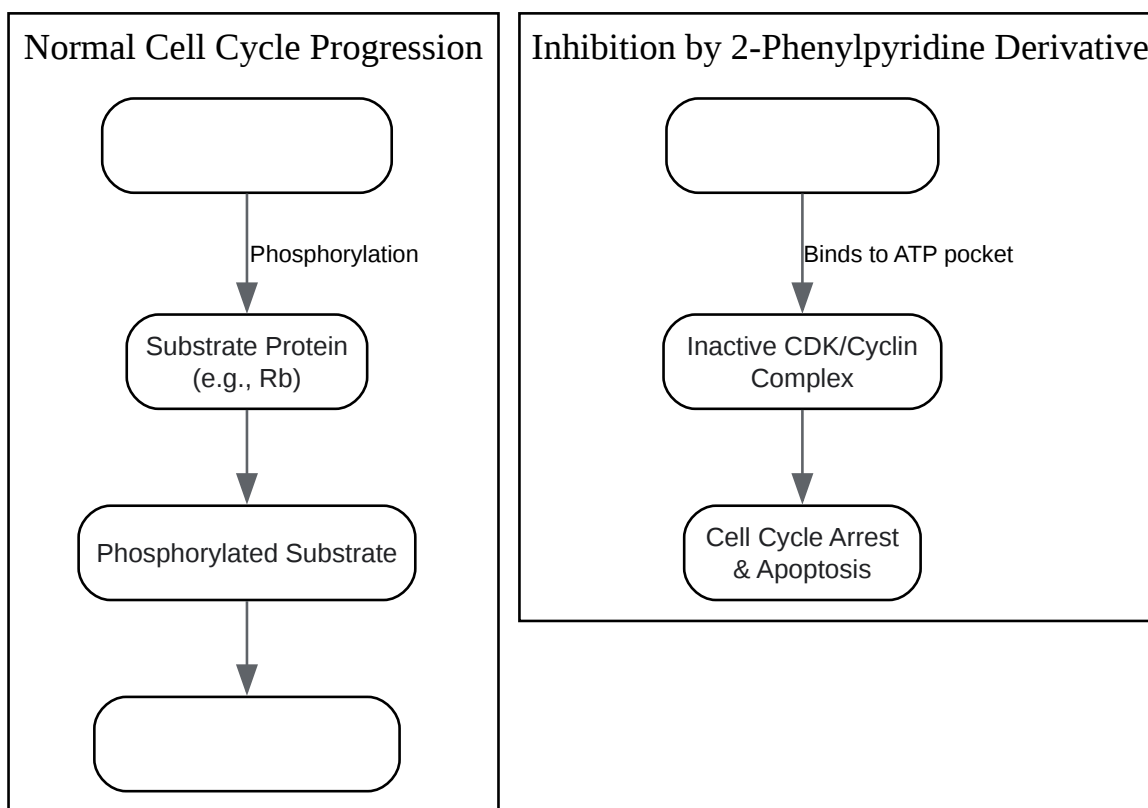 Normal Cell Cycle Progression
Phosphorylation
Substrate Protein
(e.g., Rb)
Phosphorylated Substrate
Inhibition by 2-Phenylpyridine Derivative
Binds to ATP pocket
Inactive CDK/Cyclin
Complex
Cell Cycle Arrest
& Apoptosis